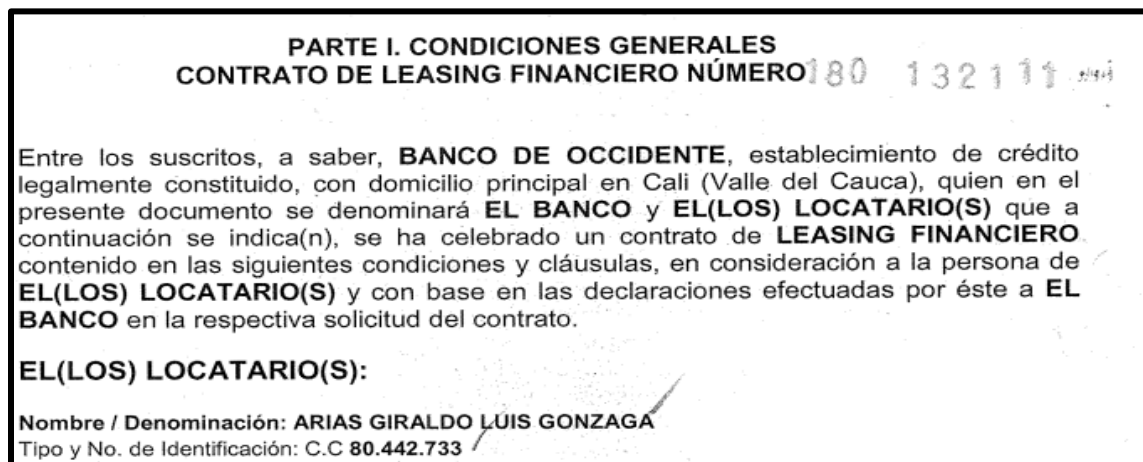 PARTE I. CONDICIONES GENERALES
CONTRATO DE LEASING FINANCIERO NÚMERO 180 132111
Entre los suscritos, a saber, BANCO DE OCCIDENTE, establecimiento de crédito
legalmente constituido, con domicilio principal en Cali (Valle del Cauca), quien en el
presente documento se denominará EL BANCO y EL(LOS) LOCATARIO(S) que a
continuación se indica(n), se ha celebrado un contrato de LEASING FINANCIERO
contenido en las siguientes condiciones y cláusulas, en consideración a la persona de
EL(LOS) LOCATARIO(S) y con base en las declaraciones efectuadas por éste a EL
BANCO en la respectiva solicitud del contrato.
EL(LOS) LOCATARIO(S):
Nombre / Denominación: ARIAS GIRALDO LUIS GONZAGA
Tipo y No. de Identificación: C.C 80.442.733